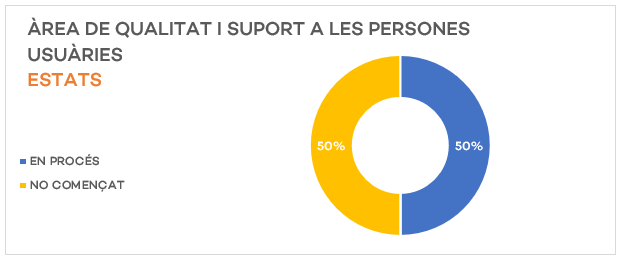 ÀREA DE QUALITAT I SUPORT A LES PERSONES
USUÀRIES
ESTATS
50%
50%
EN PROCÉS
NO COMENÇAT